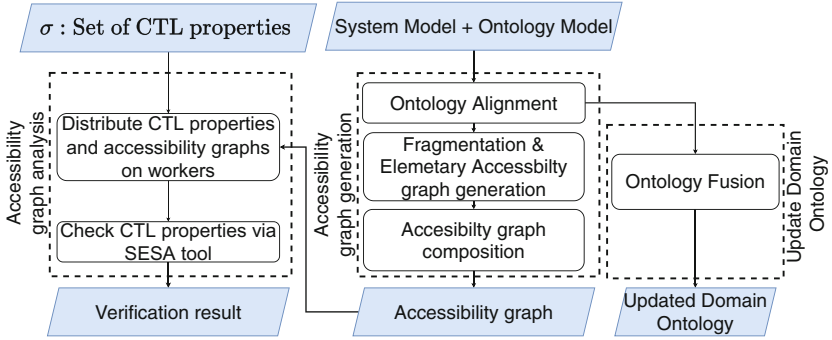 σ : Set of CTL properties
System Model + Ontology Model
Accessibility
graph analysis
Distribute CTL properties
and accessibility graphs
on workers
Check CTL properties via
SESA tool
Verification result
Accessibility
graph generation
Ontology Alignment
Fragmentation &
Elemetary Accessbilty
graph generation
Accesibilty graph
composition
Accessibility graph
Ontology Fusion
Update Domain
Ontology
Updated Domain
Ontology